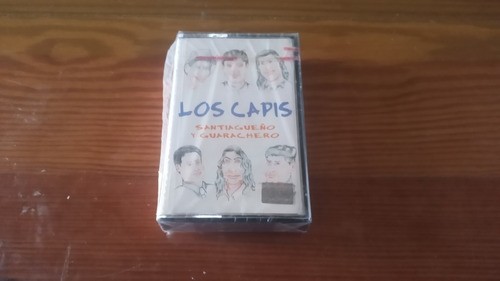 LOS CAPIS
SANTIAGUEÑO
Y GUARACHERO